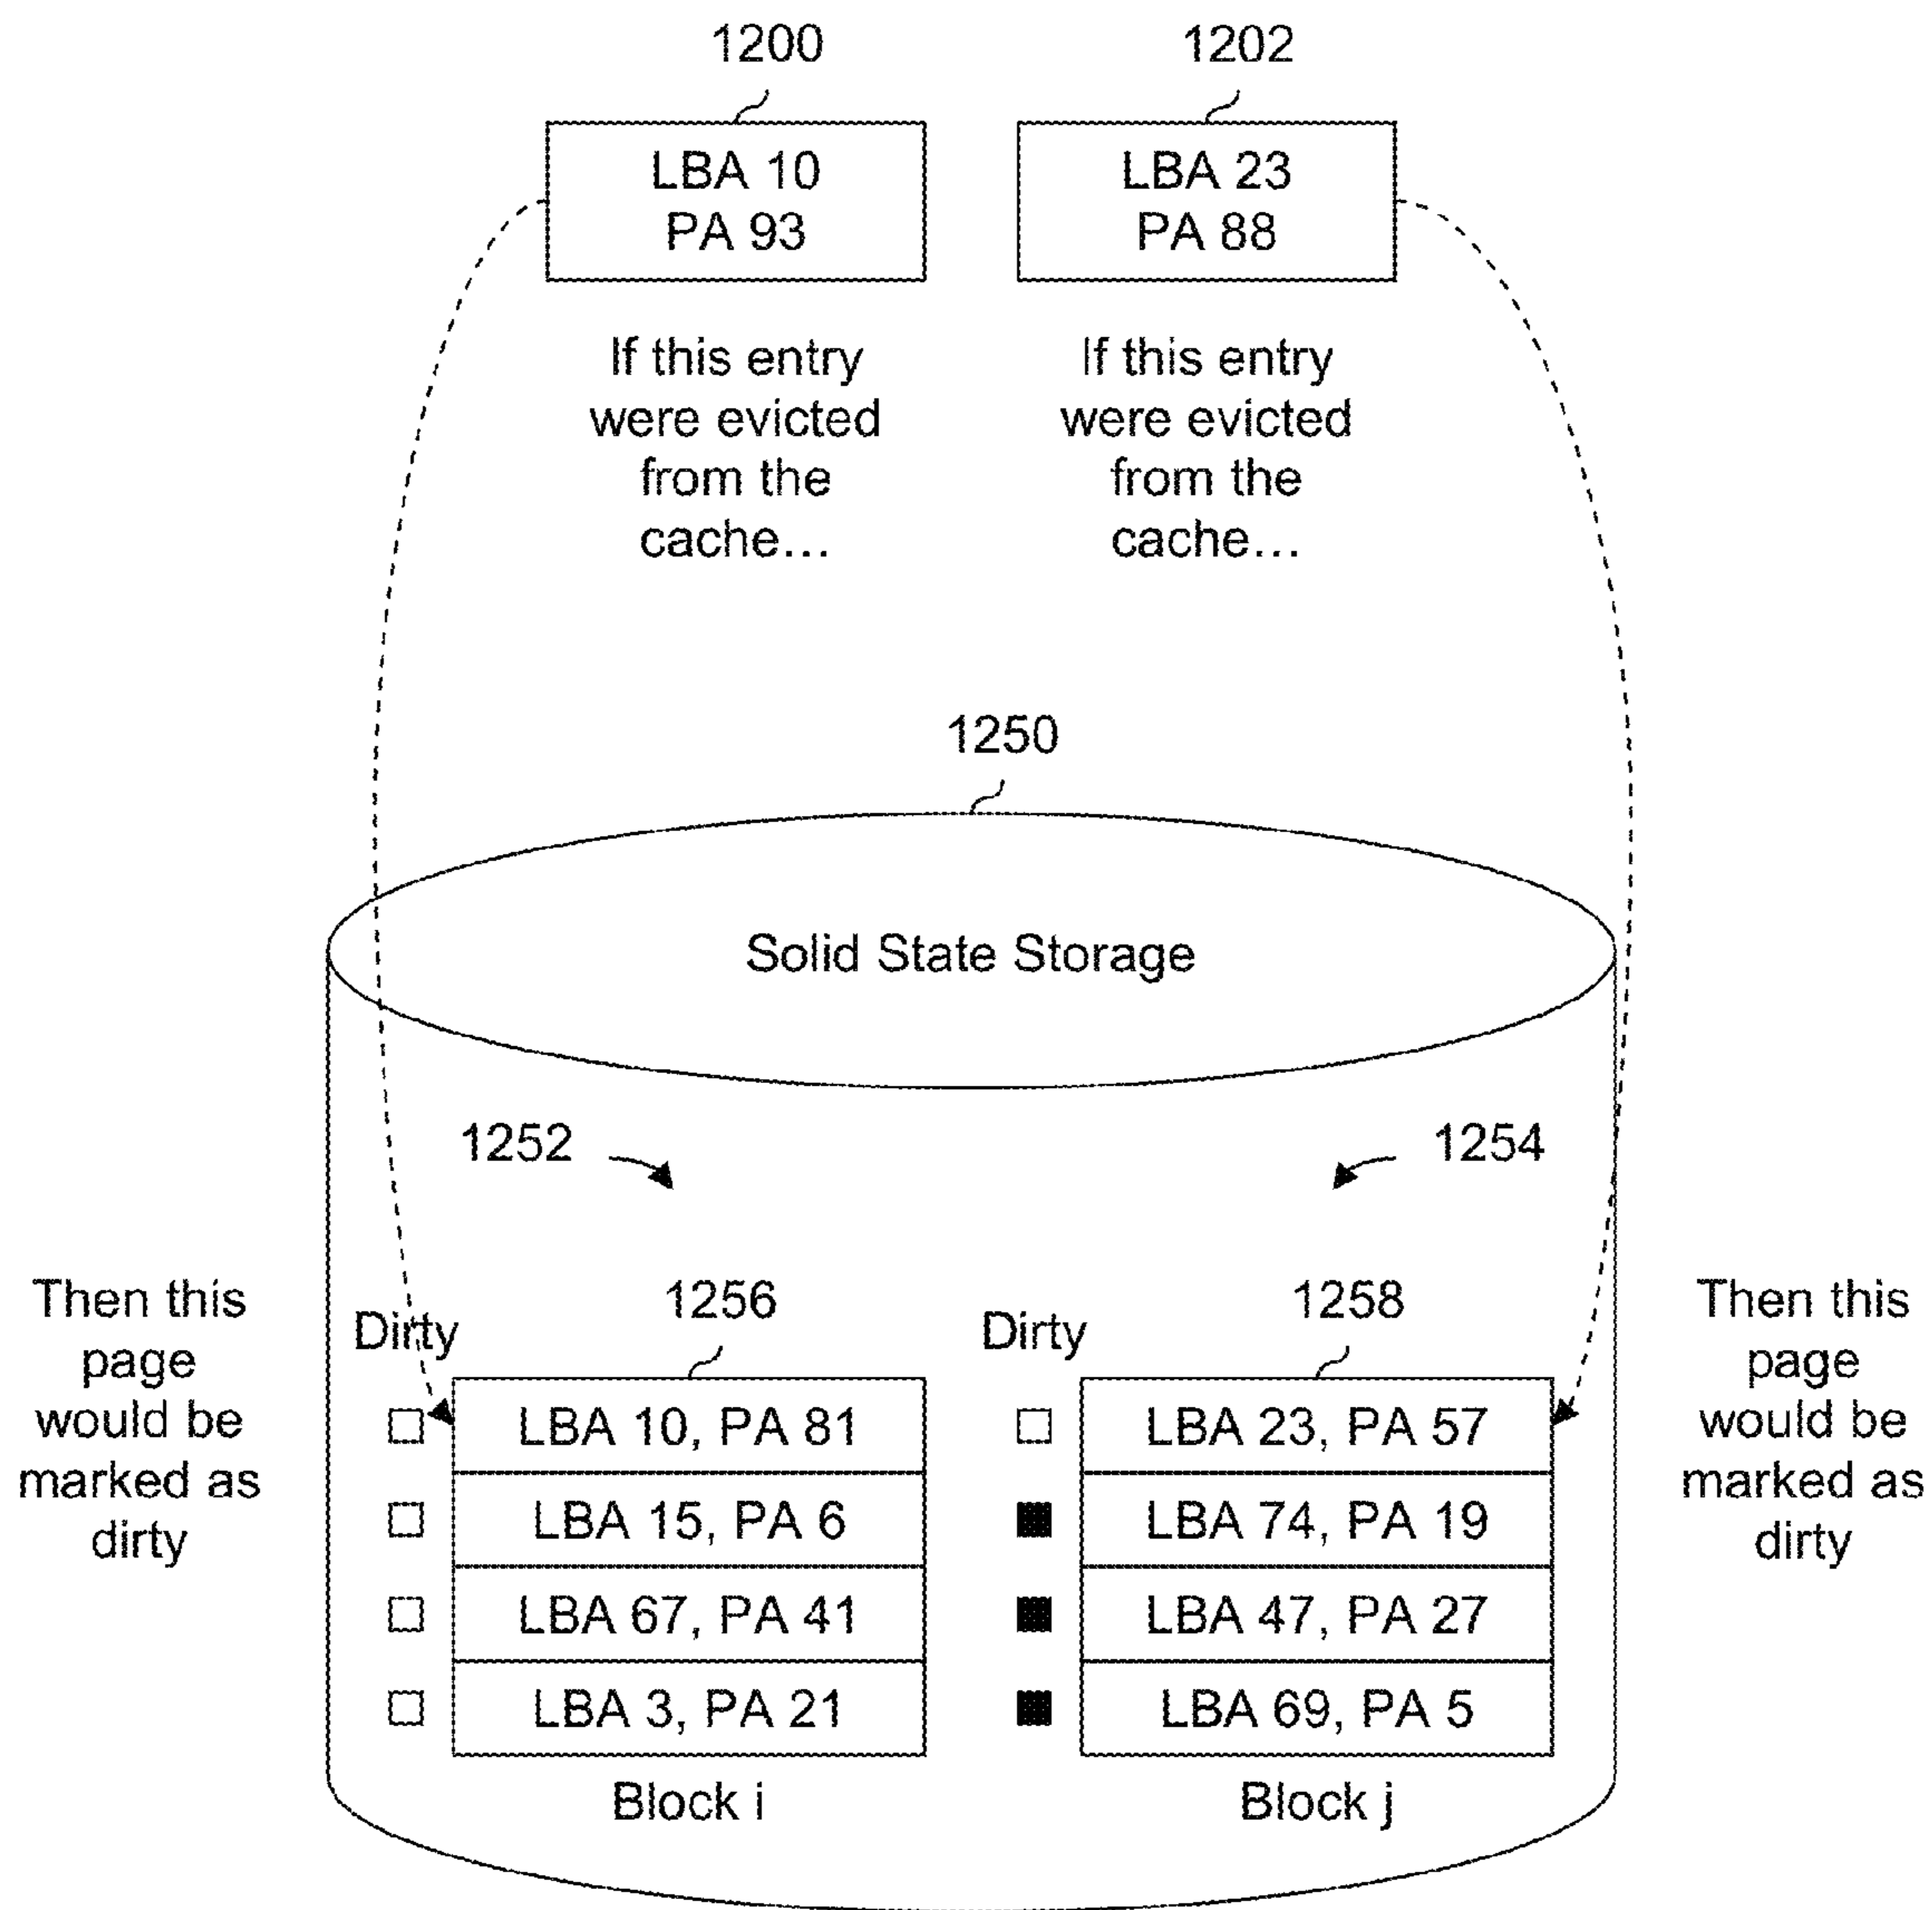 1200
1202
LBA 10
PA 93
LBA 23
PA 88
If this entry
were evicted
from the
cache...
If this entry
were evicted
from the
cache...
1250
Solid State Storage
1252
1254
Then this
page
would be
marked as
dirty
Dirty
1256
LBA 10, PA 81
LBA 15, PA 6
LBA 67, PA 41
LBA 3, PA 21
Block i
Dirty
1258
LBA 23, PA 57
LBA 74, PA 19
LBA 47, PA 27
LBA 69, PA 5
Block j
Then this
page
would be
marked as
dirty